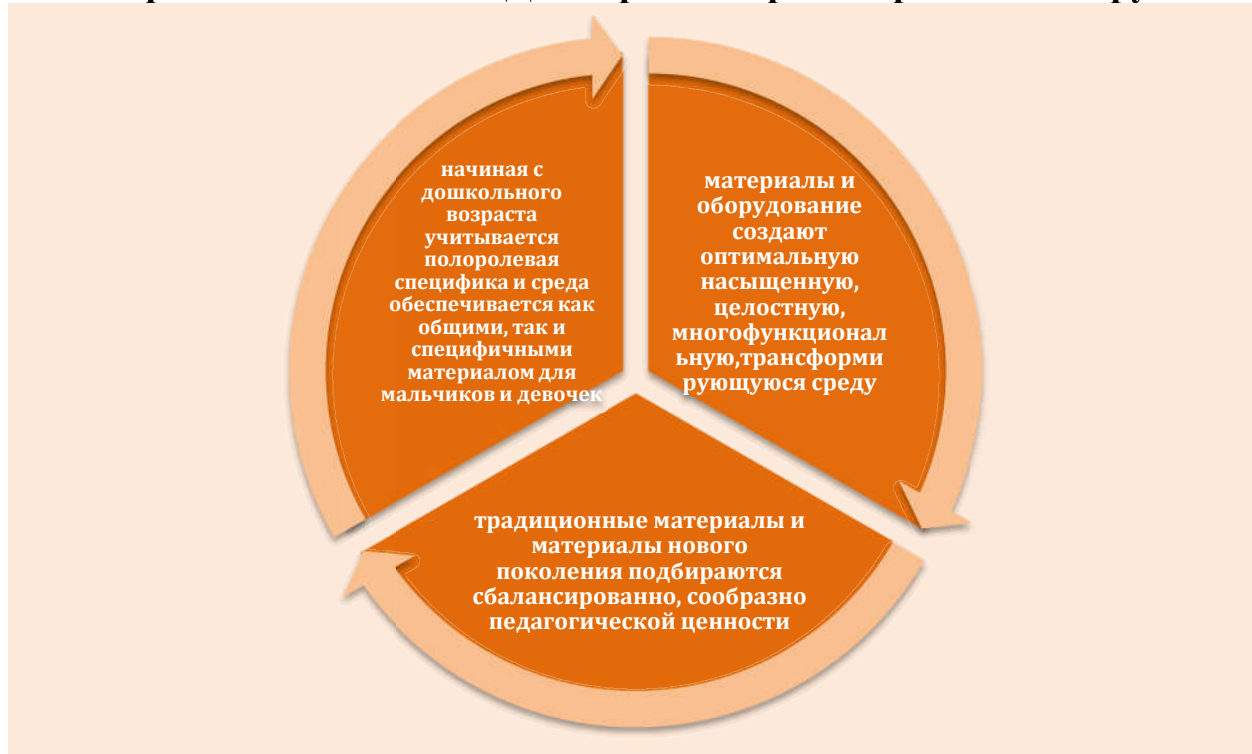 материалы и
оборудование
создают
оптимальную
насыщенную,
целостную,
многофункционал
ьную,трансформи
рующуюся среду
традиционные материалы и
материалы нового
поколения подбираются
сбалансированно, сообразно
педагогической ценности
начиная с
дошкольного
возраста
учитывается
полоролевая
специфика и среда
обеспечивается как
общими, так и
специфичными
материалом для
мальчиков и девочек